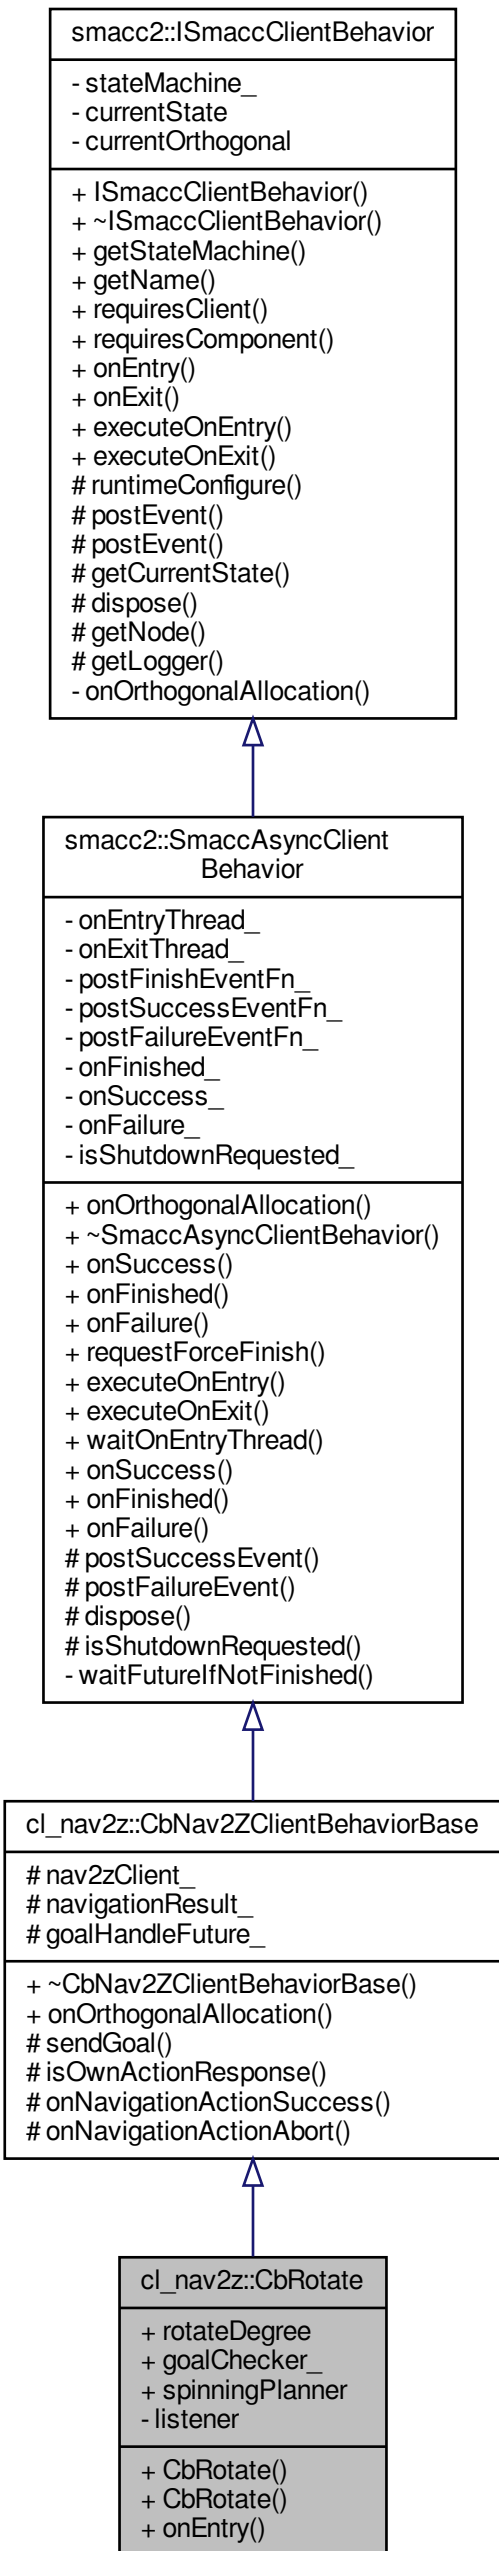 smacc2::ISmaccClientBehavior
- stateMachine_
- currentState
- currentOrthogonal
+ ISmaccClientBehavior()
+ ~ISmaccClientBehavior()
+ getStateMachine()
+ getName()
+ requiresClient()
+ requiresComponent()
+ onEntry()
+ onExit()
+ executeOnEntry()
+ executeOnExit()
# runtimeConfigure()
# postEvent()
# postEvent()
# getCurrentState()
# dispose()
# getNode()
# getLogger()
- onOrthogonalAllocation()
smacc2::SmaccAsyncClient
Behavior
- onEntryThread_
- onExitThread_
- postFinishEventFn_
- postSuccessEventFn_
- postFailureEventFn_
- onFinished_
- onSuccess_
- onFailure_
- isShutdownRequested_
+ onOrthogonalAllocation()
+ ~SmaccAsyncClientBehavior()
+ onSuccess()
+ onFinished()
+ onFailure()
+ requestForceFinish()
+ executeOnEntry()
+ executeOnExit()
+ waitOnEntryThread()
+ onSuccess()
+ onFinished()
+ onFailure()
# postSuccessEvent()
# postFailureEvent()
# dispose()
# isShutdownRequested()
- waitFutureIfNotFinished()
cl_nav2z::CbNav2ZClientBehaviorBase
# nav2zClient_
# navigationResult_
# goalHandleFuture_
+ ~CbNav2ZClientBehaviorBase()
+ onOrthogonalAllocation()
# sendGoal()
# isOwnActionResponse()
# onNavigationActionSuccess()
# onNavigationActionAbort()
cl_nav2z::CbRotate
+ rotateDegree
+ goalChecker_
+ spinningPlanner
- listener
+ CbRotate()
+ CbRotate()
+ onEntry()